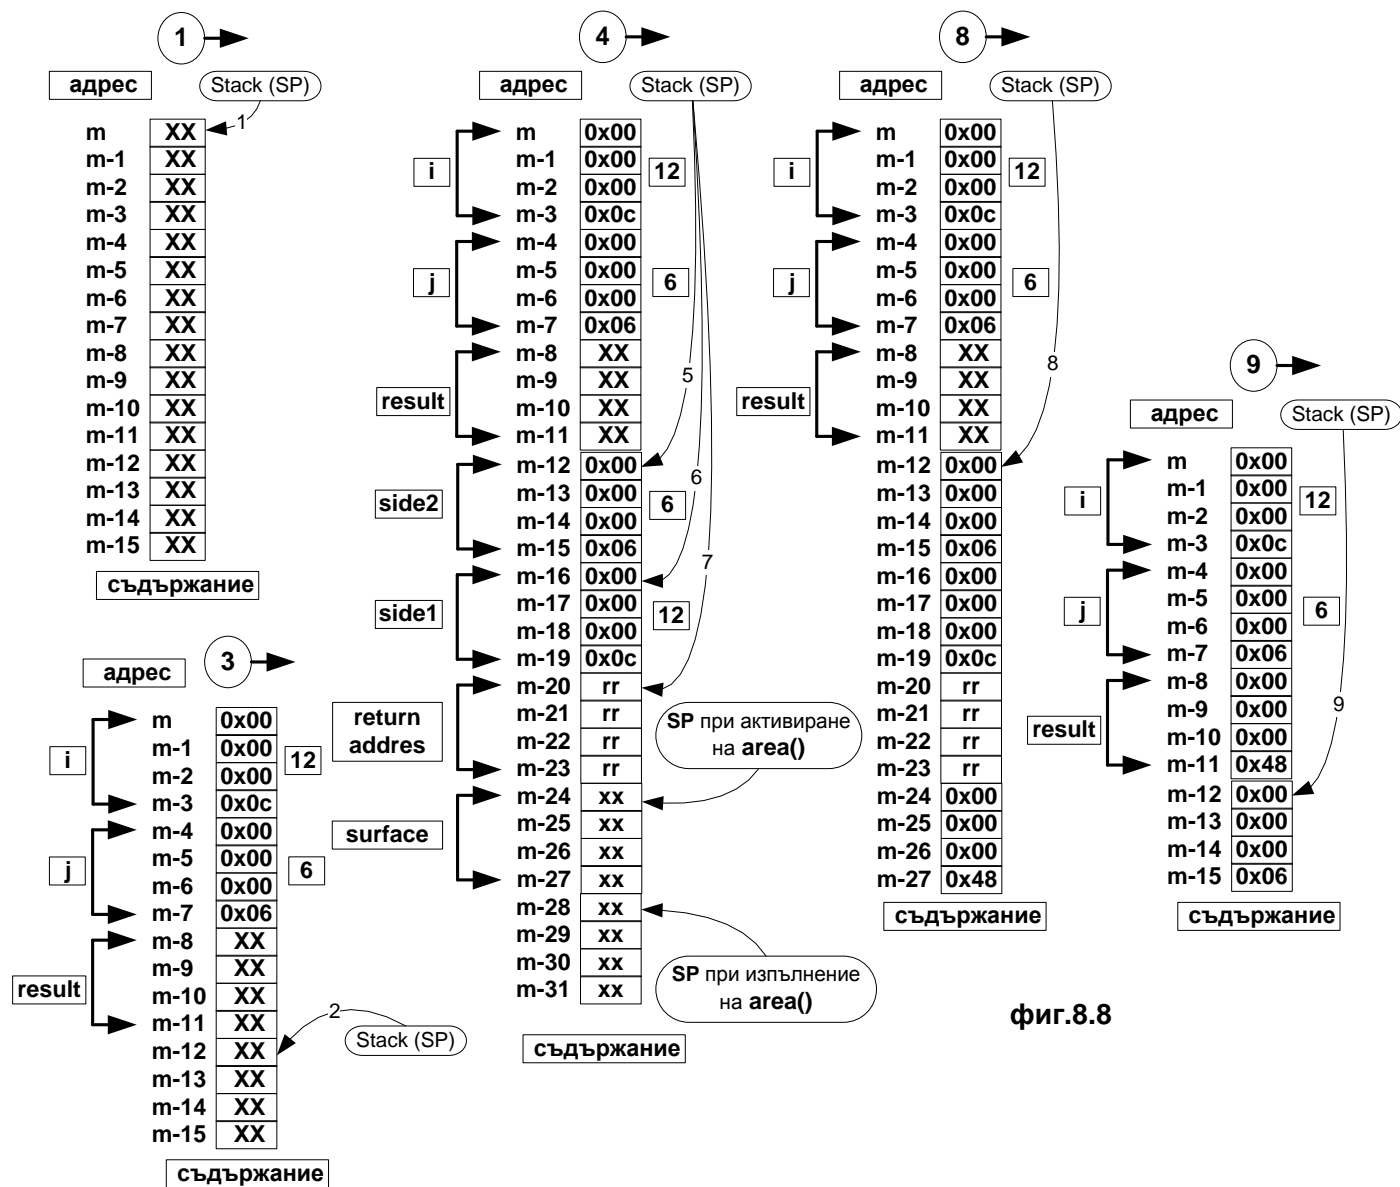 1
адрес
Stack (SP)
1
m XX
m-1 XX
m-2 XX
m-3 XX
m-4 XX
m-5 XX
m-6 XX
m-7 XX
m-8 XX
m-9 XX
m-10 XX
m-11 XX
m-12 XX
m-13 XX
m-14 XX
m-15 XX
съдържание
3
адрес
m 0x00
m-1 0x00
m-2 0x00
m-3 0x0c
i
12
m-4 0x00
m-5 0x00
m-6 0x00
m-7 0x06
j
6
m-8 XX
m-9 XX
m-10 XX
m-11 XX
result
m-12 XX
m-13 XX
m-14 XX
m-15 XX
2
Stack (SP)
съдържание
4
адрес
Stack (SP)
m 0x00
m-1 0x00
m-2 0x00
m-3 0x0c
i
12
m-4 0x00
m-5 0x00
m-6 0x00
m-7 0x06
j
6
m-8 XX
m-9 XX
m-10 XX
m-11 XX
result
5
m-12 0x00
m-13 0x00
m-14 0x00
m-15 0x06
side2
6
6
m-16 0x00
m-17 0x00
m-18 0x00
m-19 0x0c
side1
12
7
m-20 rr
m-21 rr
m-22 rr
m-23 rr
return
addres
SP при активиране
на area()
m-24 xx
m-25 xx
m-26 xx
m-27 xx
surface
m-28 xx
m-29 xx
m-30 xx
m-31 xx
SP при изпълнение
на area()
съдържание
8
адрес
Stack (SP)
m 0x00
m-1 0x00
m-2 0x00
m-3 0x0c
i
12
m-4 0x00
m-5 0x00
m-6 0x00
m-7 0x06
j
6
m-8 XX
m-9 XX
m-10 XX
m-11 XX
result
8
m-12 0x00
m-13 0x00
m-14 0x00
m-15 0x06
m-16 0x00
m-17 0x00
m-18 0x00
m-19 0x0c
m-20 rr
m-21 rr
m-22 rr
m-23 rr
m-24 0x00
m-25 0x00
m-26 0x00
m-27 0x48
съдържание
9
адрес
Stack (SP)
m 0x00
m-1 0x00
m-2 0x00
m-3 0x0c
i
12
m-4 0x00
m-5 0x00
m-6 0x00
m-7 0x06
j
6
m-8 0x00
m-9 0x00
m-10 0x00
m-11 0x48
result
9
m-12 0x00
m-13 0x00
m-14 0x00
m-15 0x06
съдържание
фиг.8.8